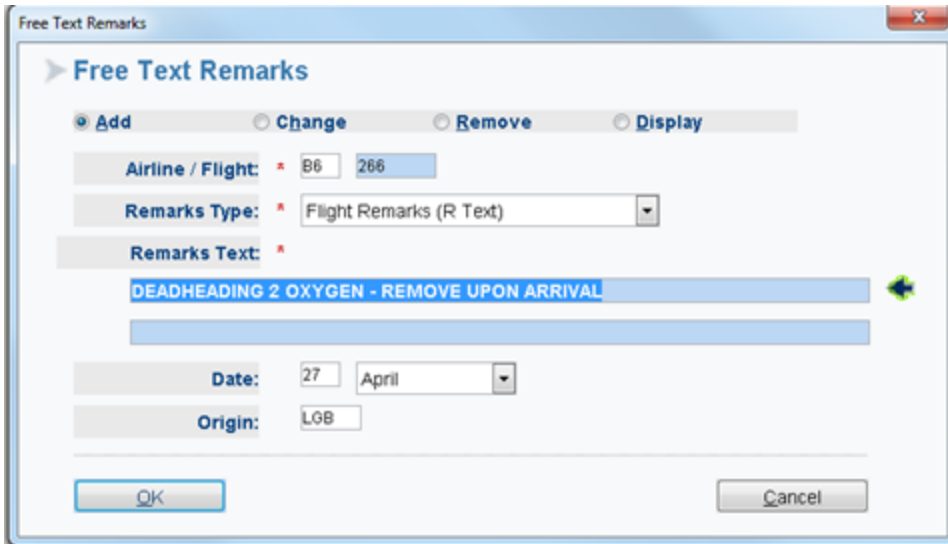 Free Text Remarks
x
Free Text Remarks
Add Change Remove Display
Airline / Flight: * B6 266
Remarks Type: * Flight Remarks (R Text)
Remarks Text: *
DEADHEADING 2 OXYGEN - REMOVE UPON ARRIVAL
Date: 27 April
Origin: LGB
OK Cancel